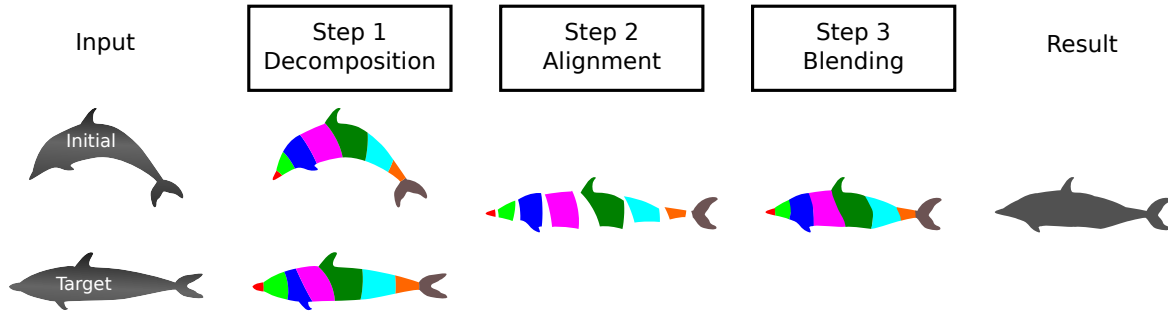 Input
Step 1
Decomposition
Step 2
Alignment
Step 3
Blending
Result
Initial
Target